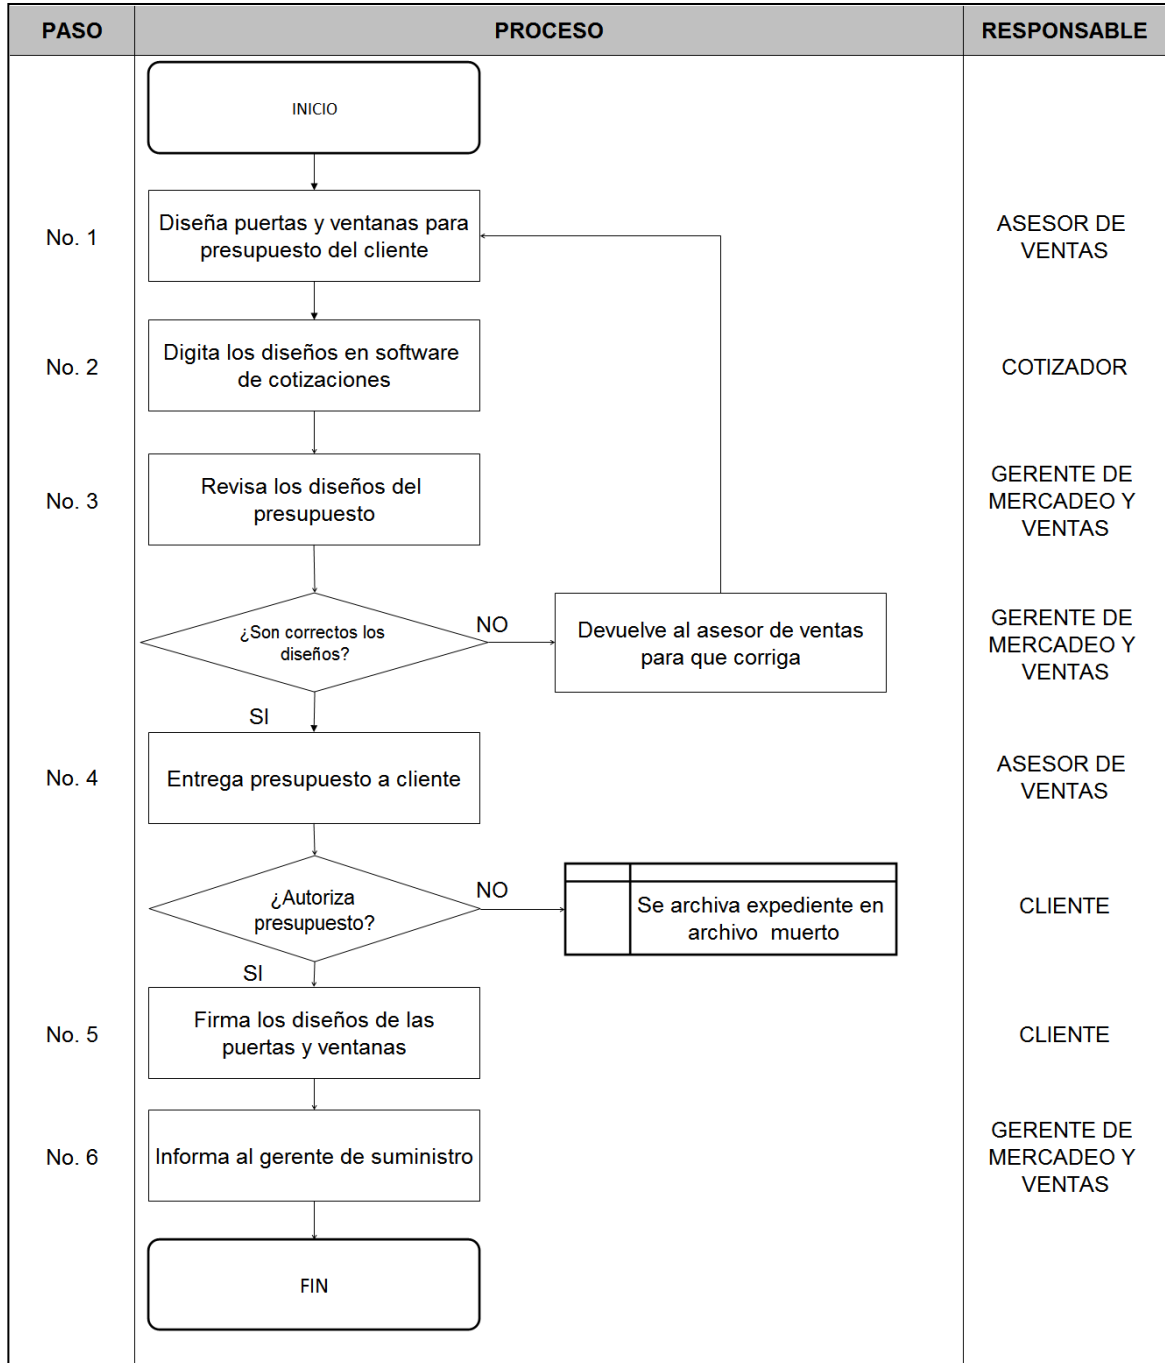 PASO
PROCESO
RESPONSABLE
INICIO
No. 1
Diseña puertas y ventanas para
presupuesto del cliente
ASESOR DE
VENTAS
No. 2
Digita los diseños en software
de cotizaciones
COTIZADOR
No. 3
Revisa los diseños del
presupuesto
GERENTE DE
MERCADEO Y
VENTAS
¿Son correctos los
diseños?
NO
Devuelve al asesor de ventas
para que corriga
GERENTE DE
MERCADEO Y
VENTAS
SI
No. 4
Entrega presupuesto a cliente
ASESOR DE
VENTAS
¿Autoriza
presupuesto?
NO
Se archiva expediente en
archivo muerto
CLIENTE
SI
No. 5
Firma los diseños de las
puertas y ventanas
CLIENTE
No. 6
Informa al gerente de suministro
GERENTE DE
MERCADEO Y
VENTAS
FIN